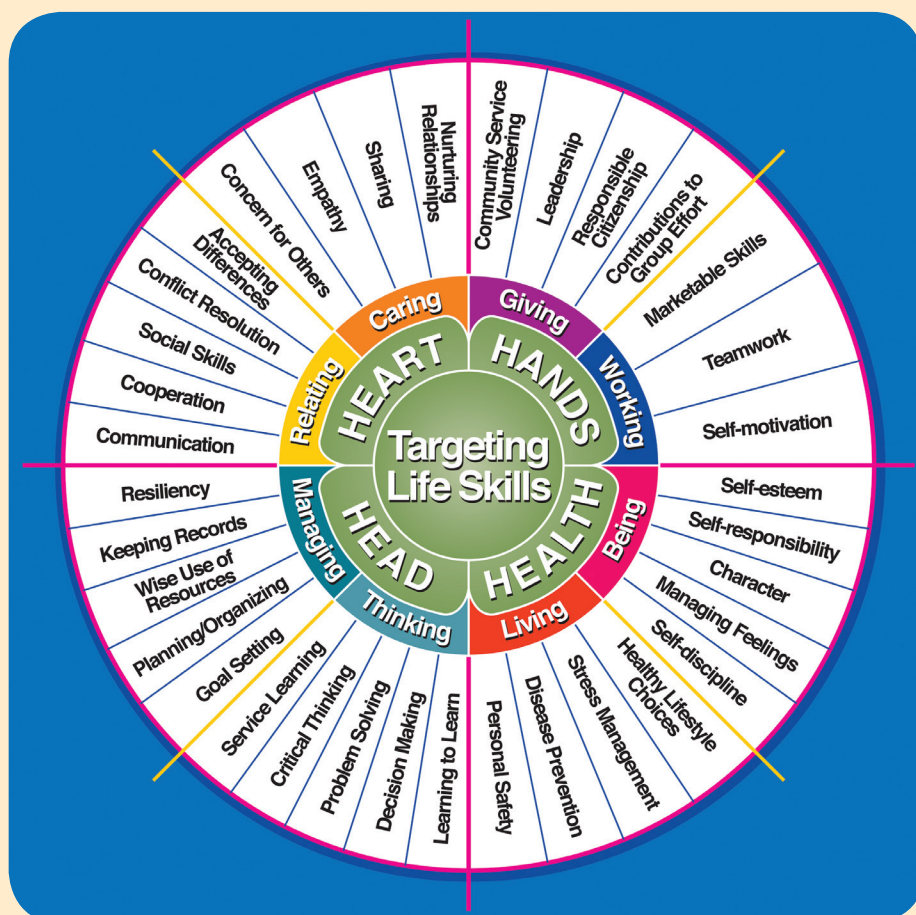 Targeting
Life Skills
HEART
HANDS
HEALTH
HEAD
Caring
Giving
Working
Being
Living
Thinking
Managing
Relating
Nurturing
Relationships
Sharing
Empathy
Concern for Others
Community Service
Volunteering
Leadership
Responsible
Citizenship
Contributions to
Group Effort
Marketable Skills
Teamwork
Self-motivation
Self-esteem
Self-responsibility
Character
Managing Feelings
Self-discipline
Healthy Lifestyle
Choices
Stress Management
Disease Prevention
Personal Safety
Learning to Learn
Decision Making
Problem Solving
Critical Thinking
Service Learning
Goal Setting
Planning/Organizing
Wise Use of
Resources
Keeping Records
Resiliency
Communication
Cooperation
Social Skills
Conflict Resolution
Accepting
Differences